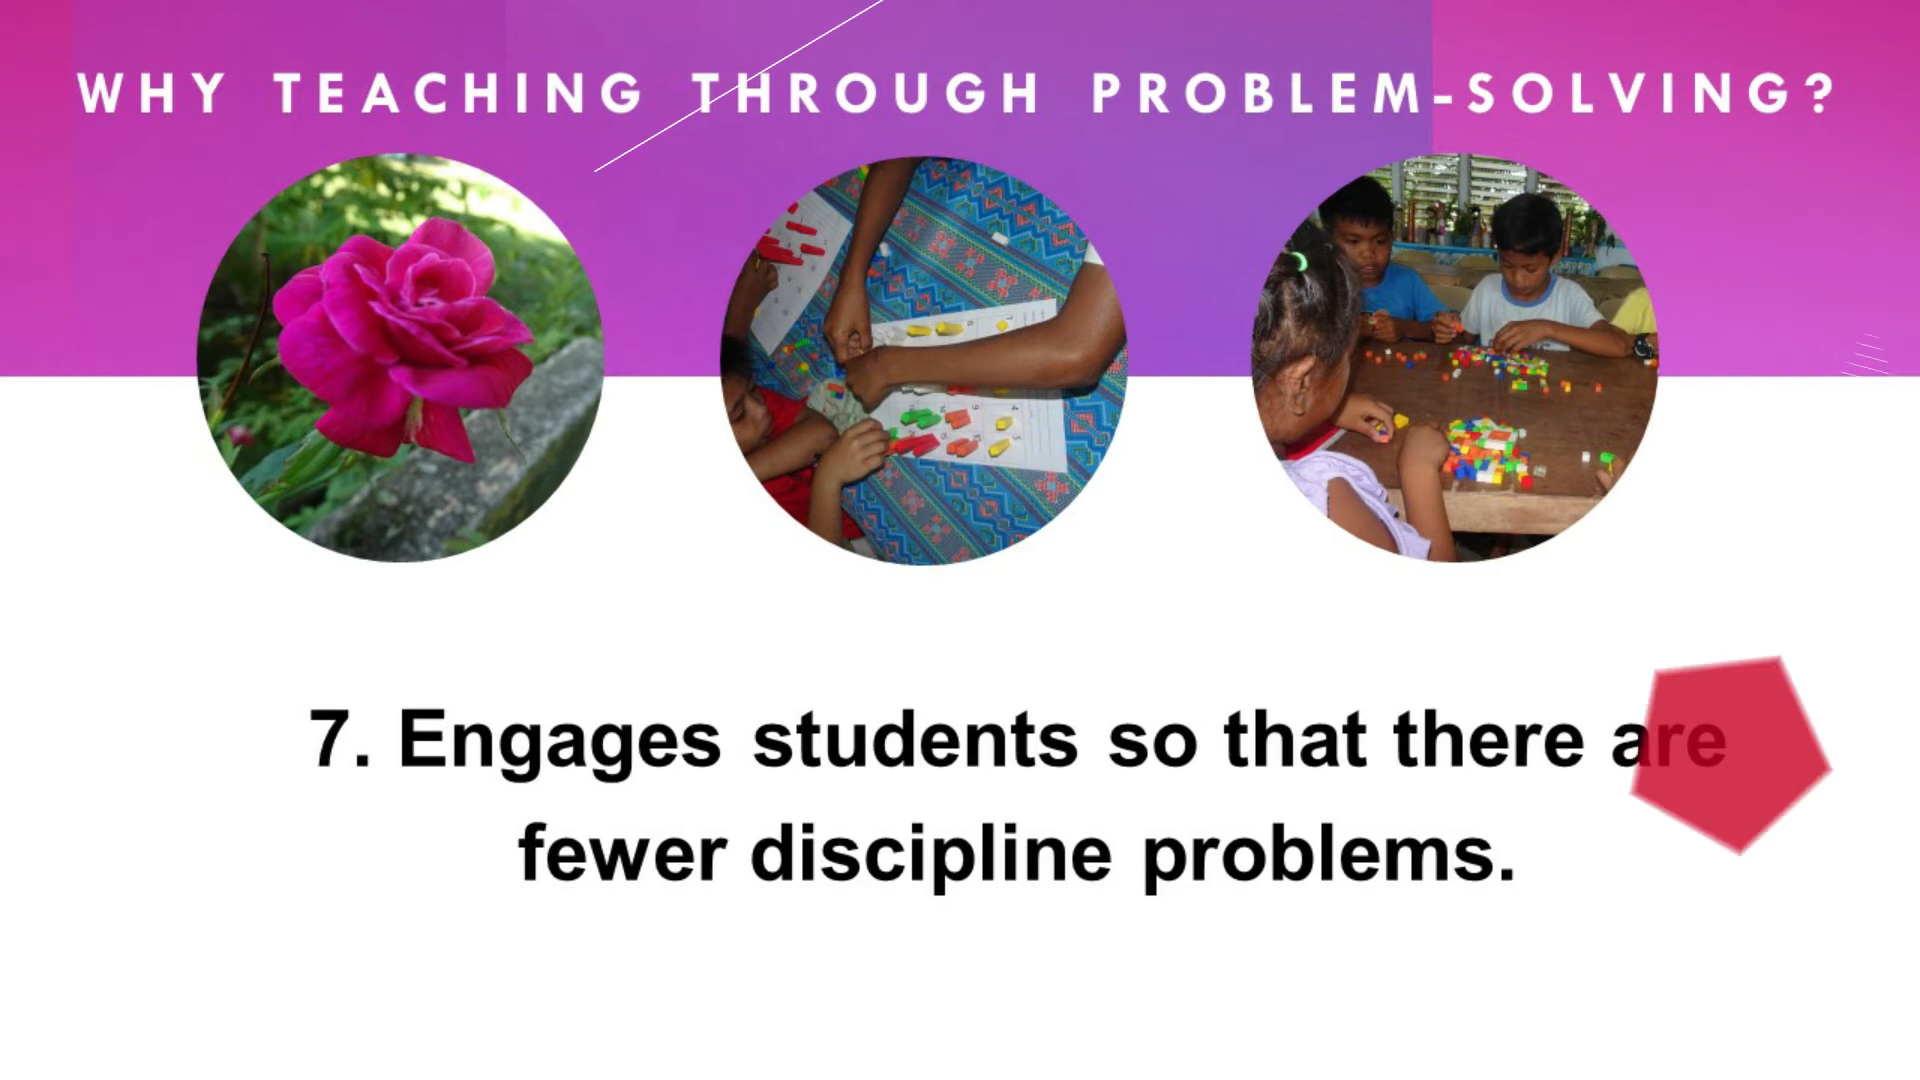 WHY TEACHING THROUGH PROBLEM-SOLVING?
7. Engages students so that there are
fewer discipline problems.